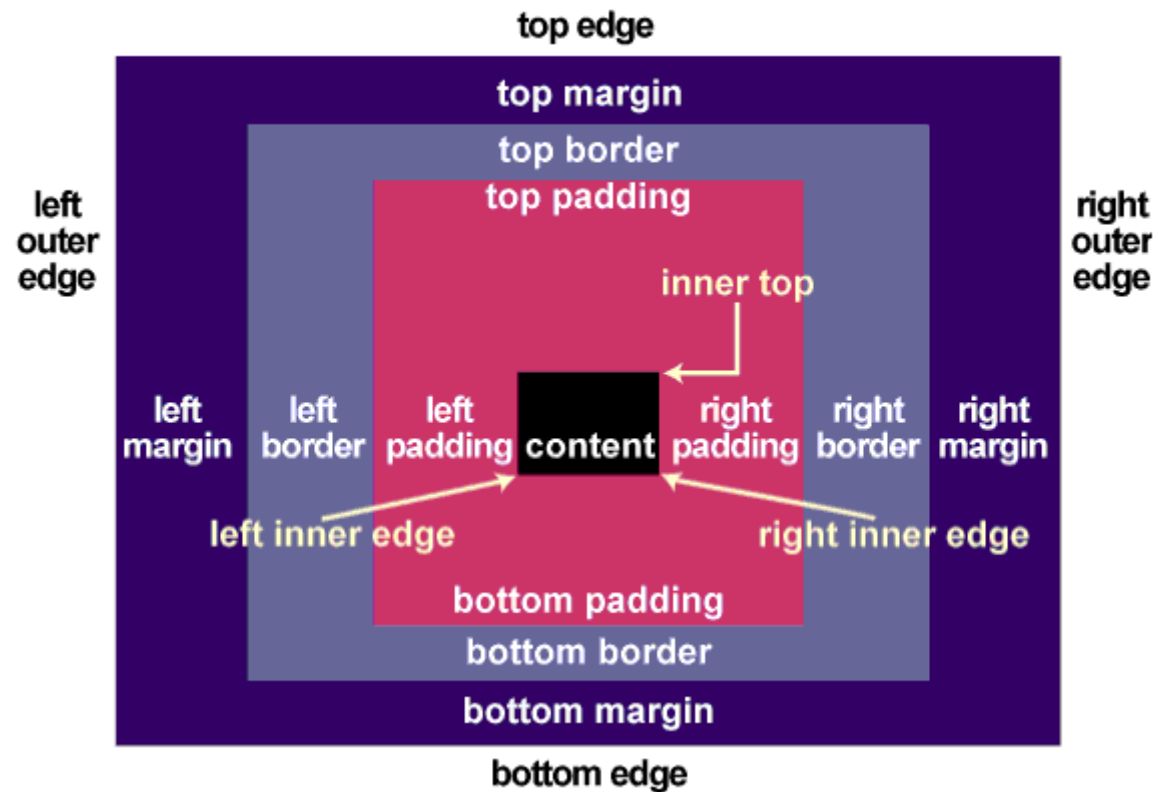 top edge
top margin
top border
top padding
left
outer
edge
right
outer
edge
inner top
left
margin
left
border
left
padding
content
right
padding
right
border
right
margin
left inner edge
right inner edge
bottom padding
bottom border
bottom margin
bottom edge